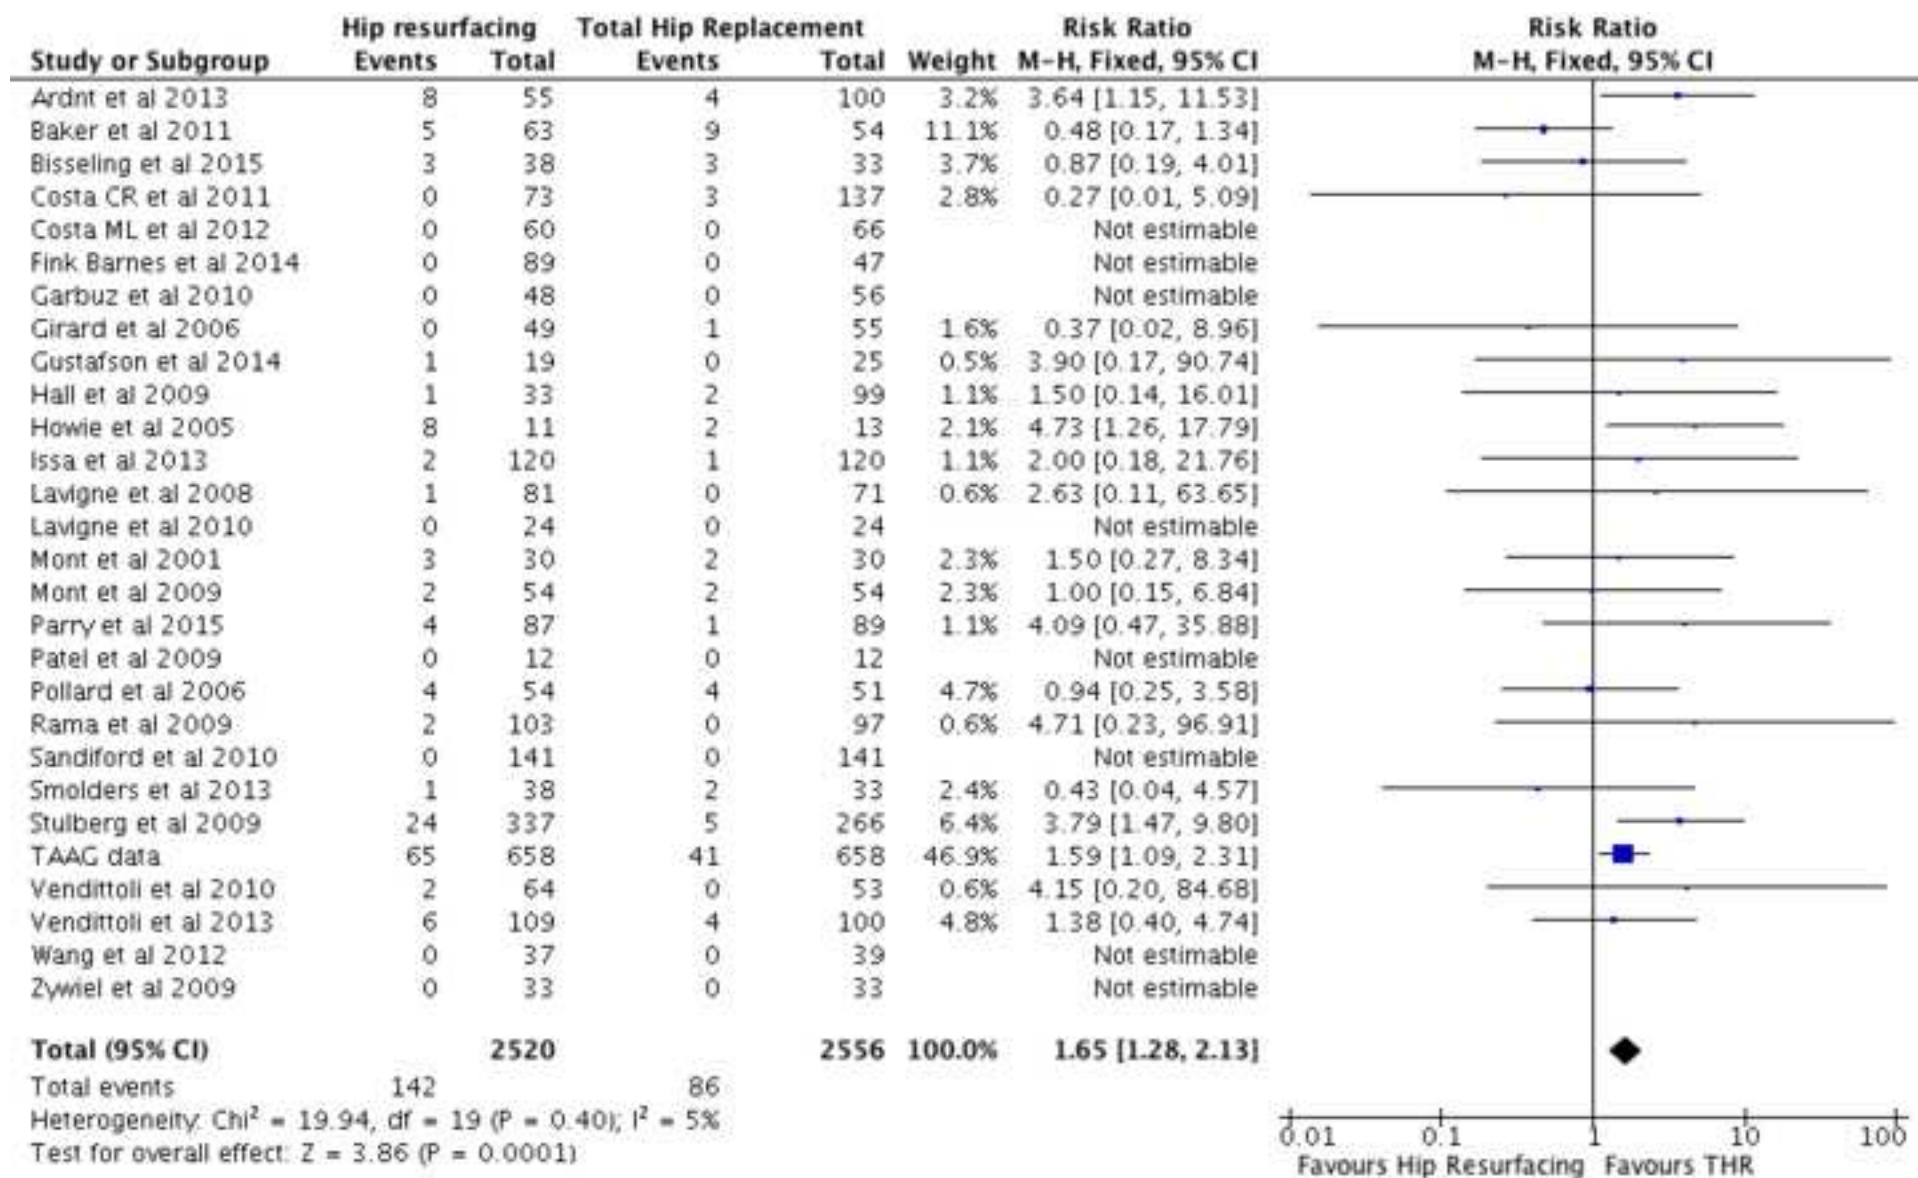 Hip resurfacing Total Hip Replacement Risk Ratio Risk Ratio
Study or Subgroup Events Total Events Total Weight M-H, Fixed, 95% CI M-H, Fixed, 95% CI
Ardnt et al 2013 8 55 4 100 3.2% 3.64 [1.15, 11.53]
Baker et al 2011 5 63 9 54 11.1% 0.48 [0.17, 1.34]
Bisseling et al 2015 3 38 3 33 3.7% 0.87 [0.19, 4.01]
Costa CR et al 2011 0 73 3 137 2.8% 0.27 [0.01, 5.09]
Costa ML et al 2012 0 60 0 66 Not estimable
Fink Barnes et al 2014 0 89 0 47 Not estimable
Garbuz et al 2010 0 48 0 56 Not estimable
Girard et al 2006 0 49 1 55 1.6% 0.37 [0.02, 8.96]
Gustafson et al 2014 1 19 0 25 0.5% 3.90 [0.17, 90.74]
Hall et al 2009 1 33 2 99 1.1% 1.50 [0.14, 16.01]
Howie et al 2005 8 11 2 13 2.1% 4.73 [1.26, 17.79]
Issa et al 2013 2 120 1 120 1.1% 2.00 [0.18, 21.76]
Lavigne et al 2008 1 81 0 71 0.6% 2.63 [0.11, 63.65]
Lavigne et al 2010 0 24 0 24 Not estimable
Mont et al 2001 3 30 2 30 2.3% 1.50 [0.27, 8.34]
Mont et al 2009 2 54 2 54 2.3% 1.00 [0.15, 6.84]
Parry et al 2015 4 87 1 89 1.1% 4.09 [0.47, 35.88]
Patel et al 2009 0 12 0 12 Not estimable
Pollard et al 2006 4 54 4 51 4.7% 0.94 [0.25, 3.58]
Rama et al 2009 2 103 0 97 0.6% 4.71 [0.23, 96.91]
Sandiford et al 2010 0 141 0 141 Not estimable
Smolders et al 2013 1 38 2 33 2.4% 0.43 [0.04, 4.57]
Stulberg et al 2009 24 337 5 266 6.4% 3.79 [1.47, 9.80]
TAAG data 65 658 41 658 46.9% 1.59 [1.09, 2.31]
Vendittoli et al 2010 2 64 0 53 0.6% 4.15 [0.20, 84.68]
Vendittoli et al 2013 6 109 4 100 4.8% 1.38 [0.40, 4.74]
Wang et al 2012 0 37 0 39 Not estimable
Zywiel et al 2009 0 33 0 33 Not estimable
Total (95% CI) 2520 2556 100.0% 1.65 [1.28, 2.13]
Total events 142 86
Heterogeneity: Chi² = 19.94, df = 19 (P = 0.40); I² = 5%
Test for overall effect: Z = 3.86 (P = 0.0001)
0.01 0.1 1 10 100
Favours Hip Resurfacing Favours THR